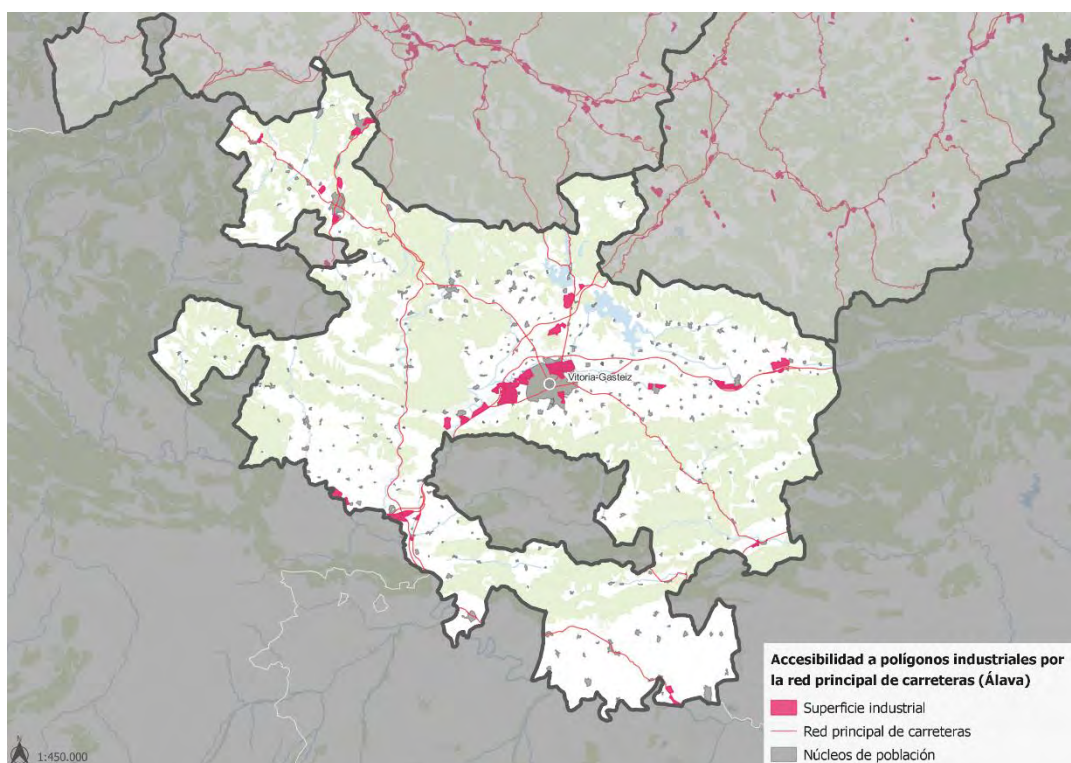 Vitoria-Gasteiz
Accesibilidad a polígonos industriales por
la red principal de carreteras (Álava)
Superficie industrial
Red principal de carreteras
Núcleos de población
N
1:450.000